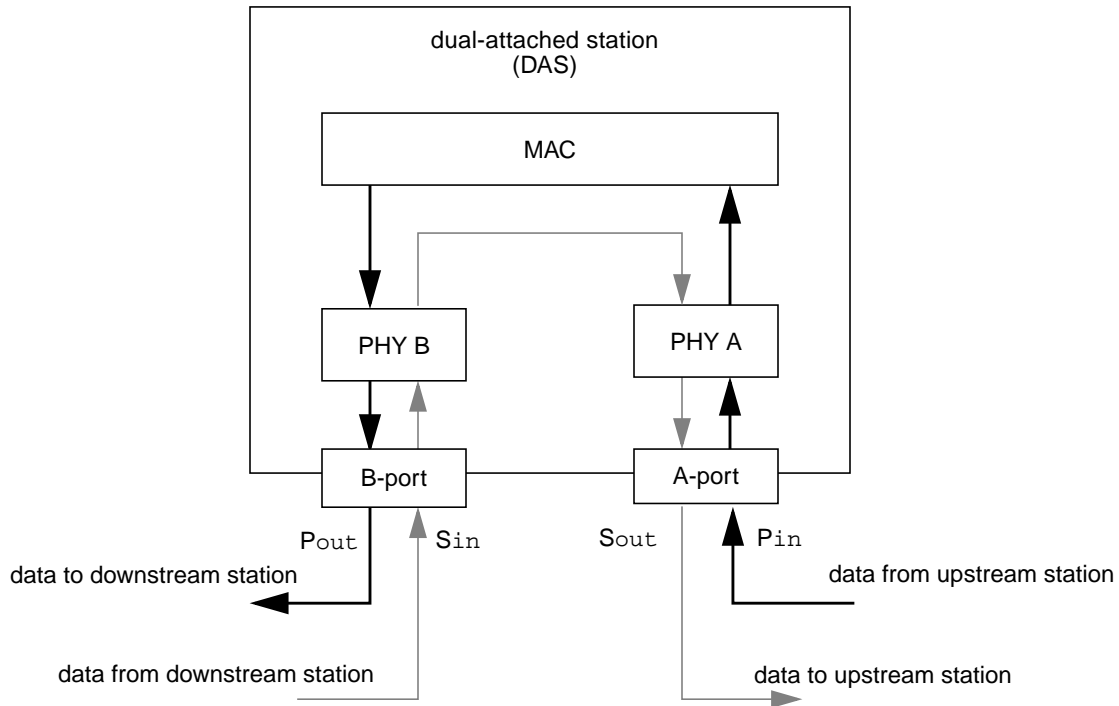 dual-attached station
(DAS)
MAC
PHY B
PHY A
B-port
A-port
Pout
Sin
Sout
Pin
data to downstream station
data from upstream station
data from downstream station
data to upstream station